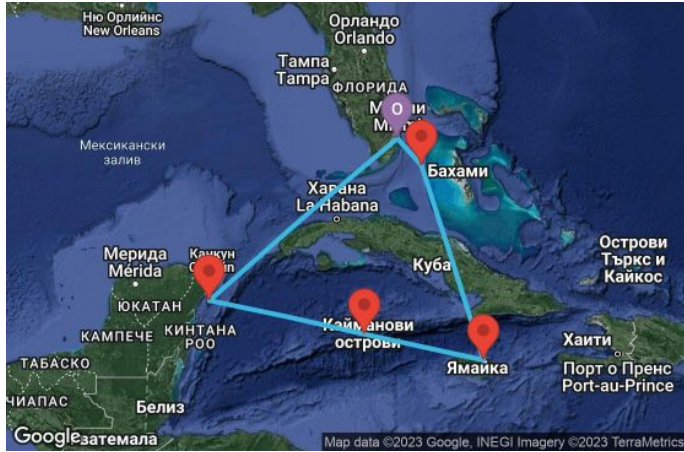 Ню Орлийнс
New Orleans
Орландо
Orlando
Тампа
Tampa
ФЛОРИДА
O
Мексикански
залив
Бахами
Хавана
La Habana
Мерида
Mérida
Канкун
Куба
Острови
Търкс и
Кайкос
ЮКАТАН
КАМПЕЧЕ
КИНТАНА
РОО
Кайманови
острови
Хаити
ТАБАСКО
Ямайка
Порт о Пренс
Port-au-Prince
ЧИАПАС
Белиз
Google
Map data ©2023 Google, INEGI Imagery ©2023 TerraMetrics